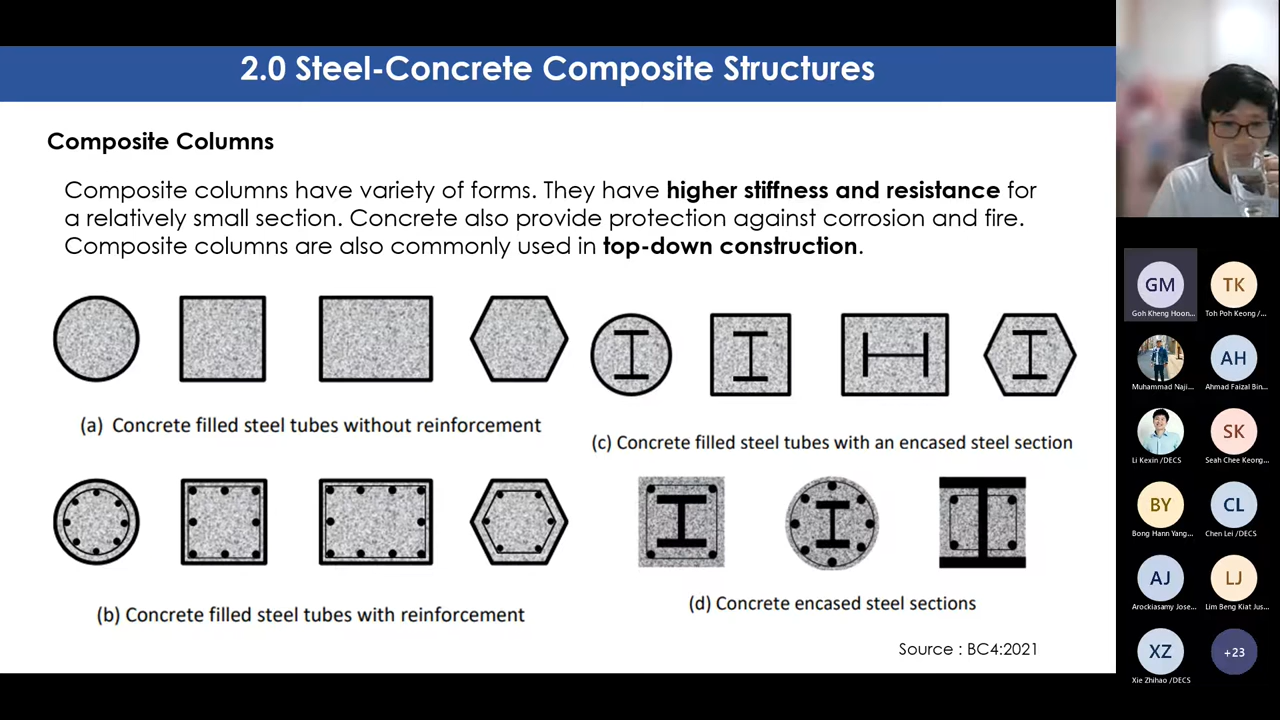 2.0 Steel-Concrete Composite Structures
Composite Columns
Composite columns have variety of forms. They have higher stiffness and resistance for
a relatively small section. Concrete also provide protection against corrosion and fire.
Composite columns are also commonly used in top-down construction.
(a) Concrete filled steel tubes without reinforcement
(c) Concrete filled steel tubes with an encased steel section
(b) Concrete filled steel tubes with reinforcement
(d) Concrete encased steel sections
Source : BC4:2021
GM
Goh Kheng Hoon...
TK
Toh Poh Keong /...
Muhammad Naji...
AH
Ahmad Faizal Bin...
Li Kexin /DECS
SK
Seah Chee Keong...
BY
Bong Hann Yang...
CL
Chen Lei /DECS
AJ
Arockiasamy Jose...
LJ
Lim Beng Kiat Jus...
XZ
Xie Zhihao /DECS
+23